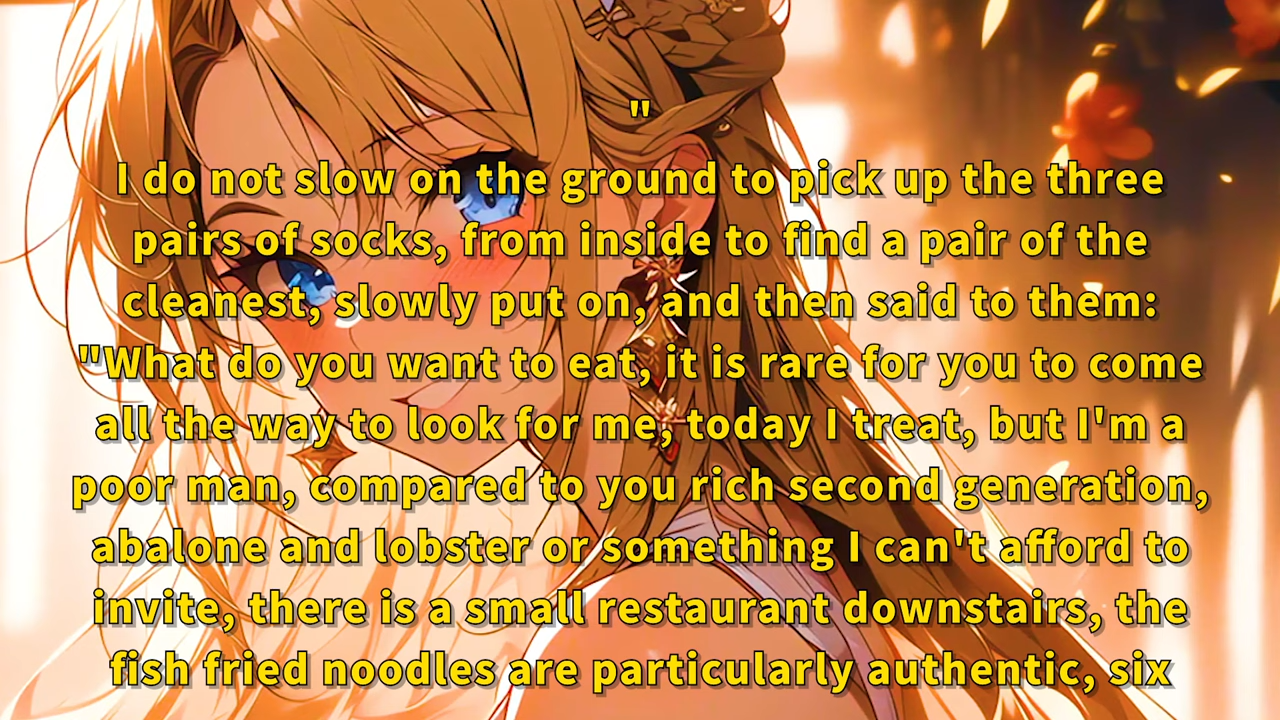 "
I do not slow on the ground to pick up the three
pairs of socks, from inside to find a pair of the
cleanest, slowly put on, and then said to them:
"What do you want to eat, it is rare for you to come
all the way to look for me, today I treat, but I'm a
poor man, compared to you rich second generation,
abalone and lobster or something I can't afford to
invite, there is a small restaurant downstairs, the
fish fried noodles are particularly authentic, six